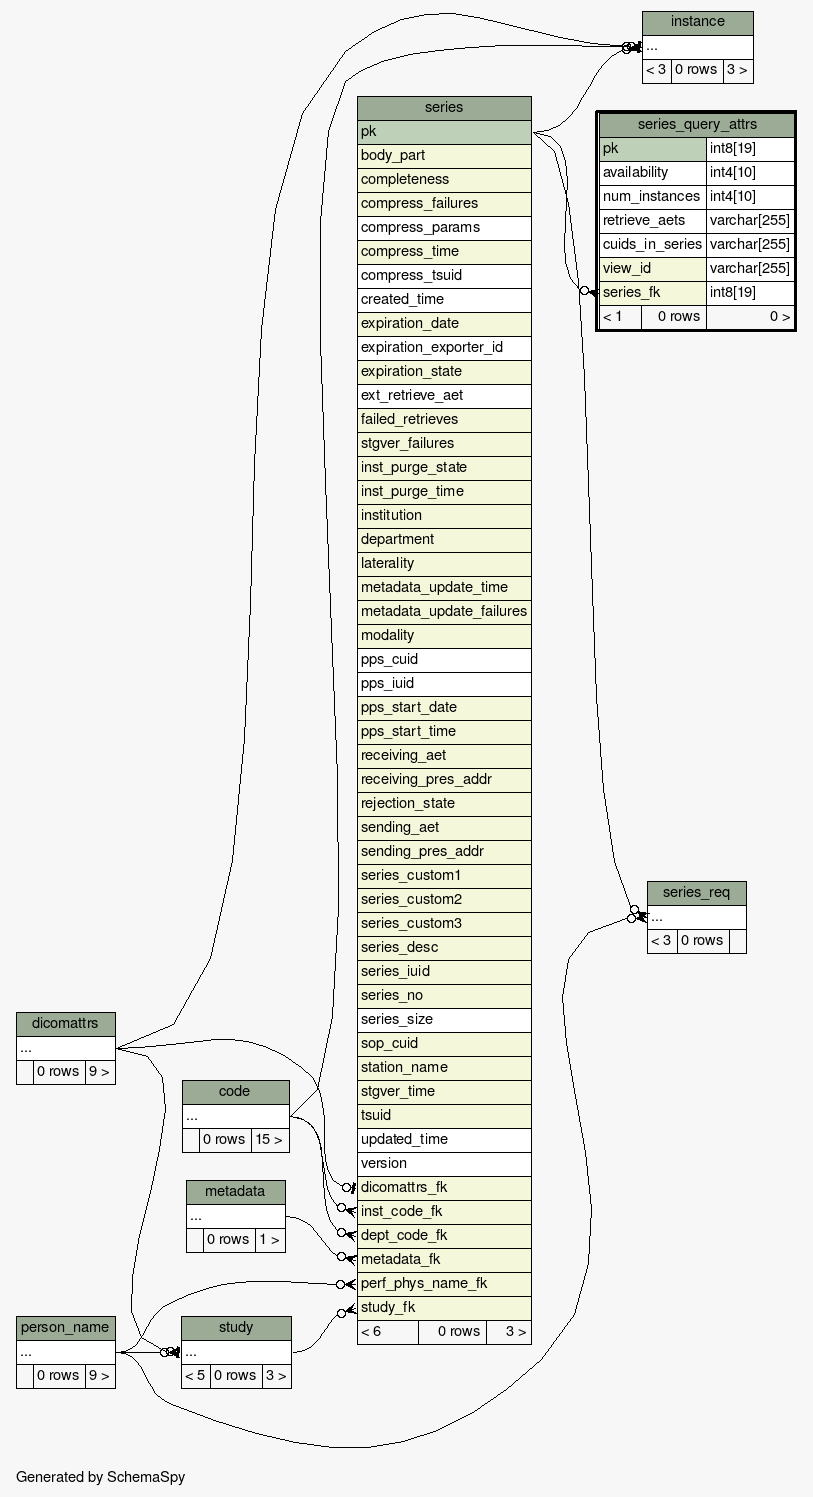 instance
...
< 3 0 rows 3 >
series
pk
body_part
completeness
compress_failures
compress_params
compress_time
compress_tsuid
created_time
expiration_date
expiration_exporter_id
expiration_state
ext_retrieve_aet
failed_retrieves
stgver_failures
inst_purge_state
inst_purge_time
institution
department
laterality
metadata_update_time
metadata_update_failures
modality
pps_cuid
pps_iuid
pps_start_date
pps_start_time
receiving_aet
receiving_pres_addr
rejection_state
sending_aet
sending_pres_addr
series_custom1
series_custom2
series_custom3
series_desc
series_iuid
series_no
series_size
sop_cuid
station_name
stgver_time
tsuid
updated_time
version
dicomattrs_fk
inst_code_fk
dept_code_fk
metadata_fk
perf_phys_name_fk
study_fk
< 6 0 rows 3 >
series_query_attrs
pk int8[19]
availability int4[10]
num_instances int4[10]
retrieve_aets varchar[255]
cuids_in_series varchar[255]
view_id varchar[255]
series_fk int8[19]
< 1 0 rows 0 >
series_req
...
< 3 0 rows
dicomattrs
...
0 rows 9 >
code
...
0 rows 15 >
metadata
...
0 rows 1 >
person_name
...
0 rows 9 >
study
...
< 5 0 rows 3 >
Generated by SchemaSpy